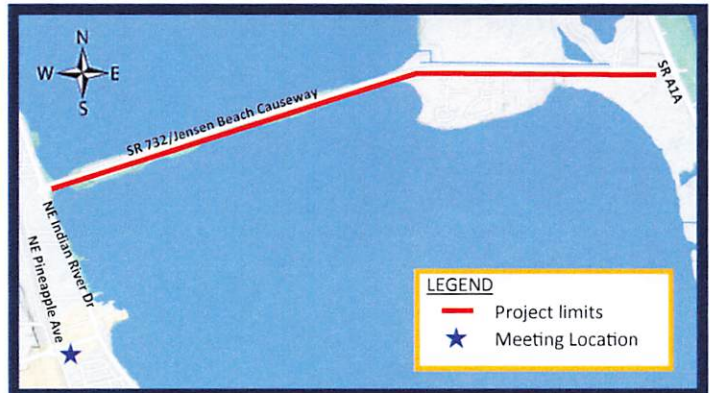 N
W E
S
SR 732/Jensen Beach Causeway
SR A1A
NE Indian River Dr
NE Pineapple Ave
LEGEND
Project limits
Meeting Location